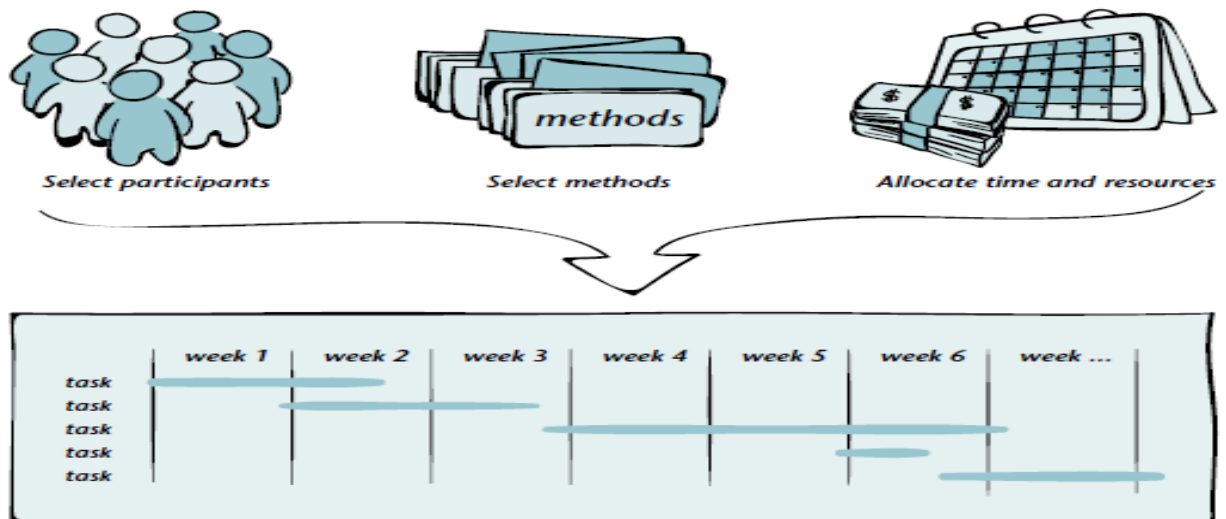 $ $
methods
Select participants Select methods Allocate time and resources
week 1 week 2 week 3 week 4 week 5 week 6 week ...
task
task
task
task
task